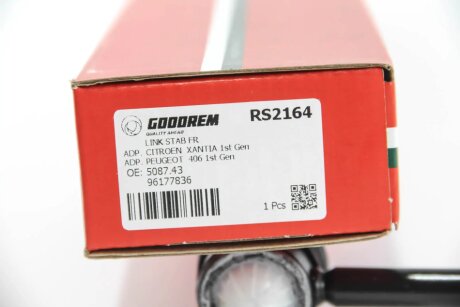 GOODREM
QUALITY AHEAD
RS2164
LINK STAB FR
ADP. CITROEN XANTIA 1st Gen
ADP. PEUGEOT 406 1st Gen
OE: 5087.43
96177836
1 Pcs